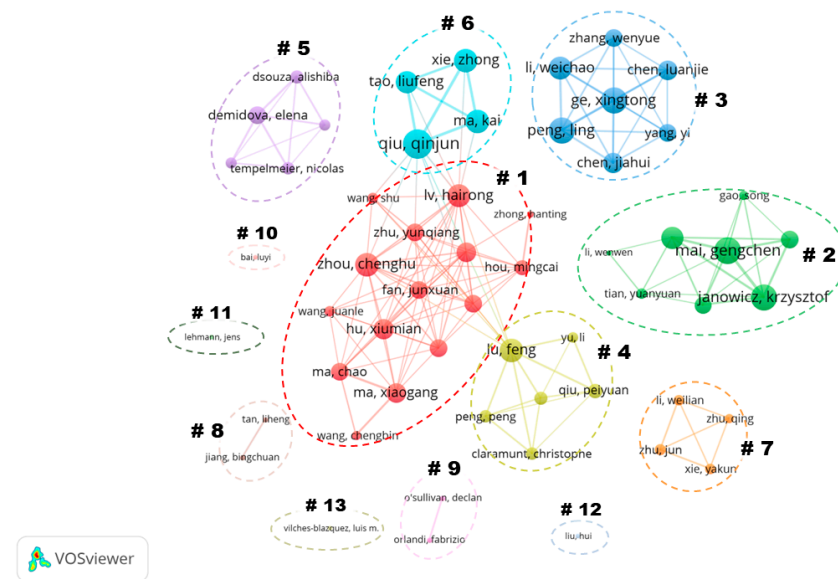 # 5
dsouza, alishiba
demidova, elena
tempelmeier, nicolas
# 6
xie, zhong
tao, liufeng
ma, kai
qiu, qinjun
zhang, wenyue
li, weichao
chen, luanjie
ge, xingtong
# 3
peng, ling
yang, yi
chen, jiahui
# 1
wang, shu
lv, hairong
zhong, hanting
zhu, yunqiang
zhou, chenghu
hou, mingcai
fan, junxuan
wang, juanle
hu, xiumian
ma, chao
ma, xiaogang
wang, chengbin
gao, song
# 2
li, wenwen
mai, gengchen
tian, yuanyuan
janowicz, krzysztof
# 10
bai, luyi
# 11
lehmann, jens
lu, feng
yu, li
# 4
qiu, peiyuan
peng, peng
claramunt, christophe
# 8
tan, liheng
jiang, bingchuan
li, weilian
zhu, qing
zhu, jun
# 7
xie, yakun
# 9
o'sullivan, declan
orlandi, fabrizio
# 13
vilches-blazquez, luis m.
# 12
liu, hui
VOSviewer